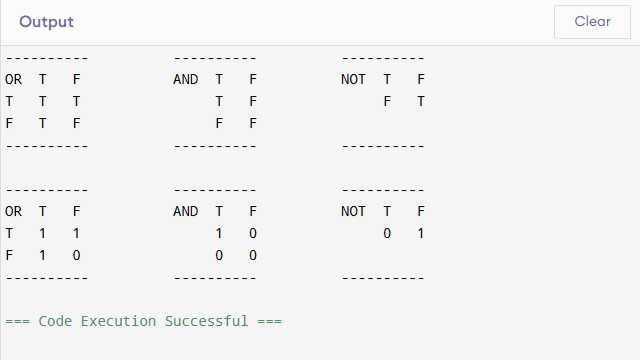 Output
Clear
----------          ----------          ----------
OR  T   F           AND  T   F          NOT  T   F
T   T   T                T   F               F   T
F   T   F                F   F
----------          ----------          ----------
----------          ----------          ----------
OR  T   F           AND  T   F          NOT  T   F
T   1   1                1   0               0   1
F   1   0                0   0
----------          ----------          ----------
=== Code Execution Successful ===